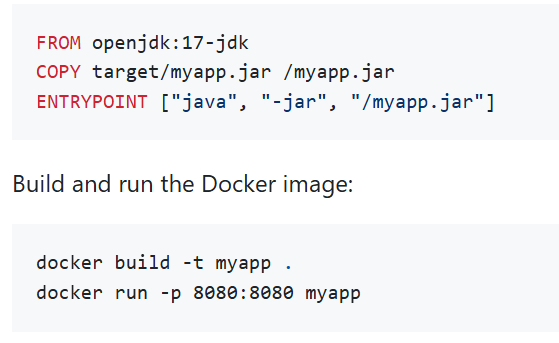 FROM openjdk:17-jdk
COPY target/myapp.jar /myapp.jar
ENTRYPOINT ["java", "-jar", "/myapp.jar"]
Build and run the Docker image:
docker build -t myapp .
docker run -p 8080:8080 myapp